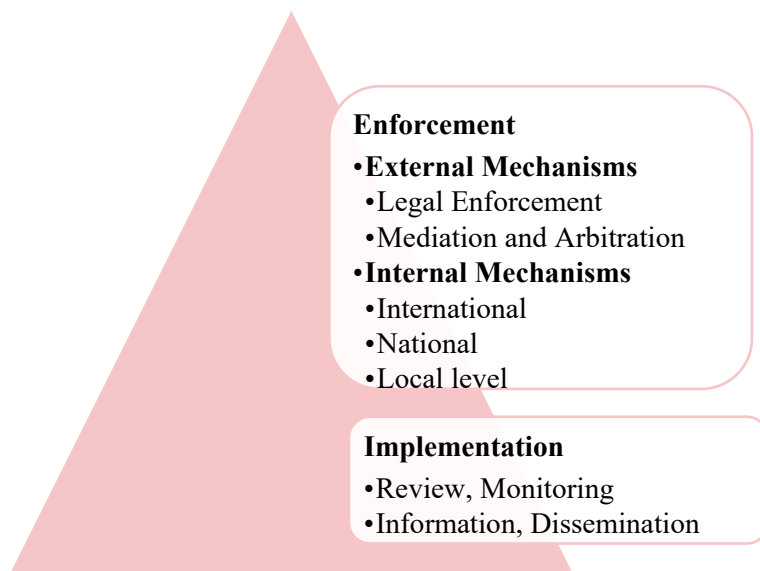 Enforcement
•External Mechanisms
•Legal Enforcement
•Mediation and Arbitration
•Internal Mechanisms
•International
•National
•Local level
Implementation
•Review, Monitoring
•Information, Dissemination